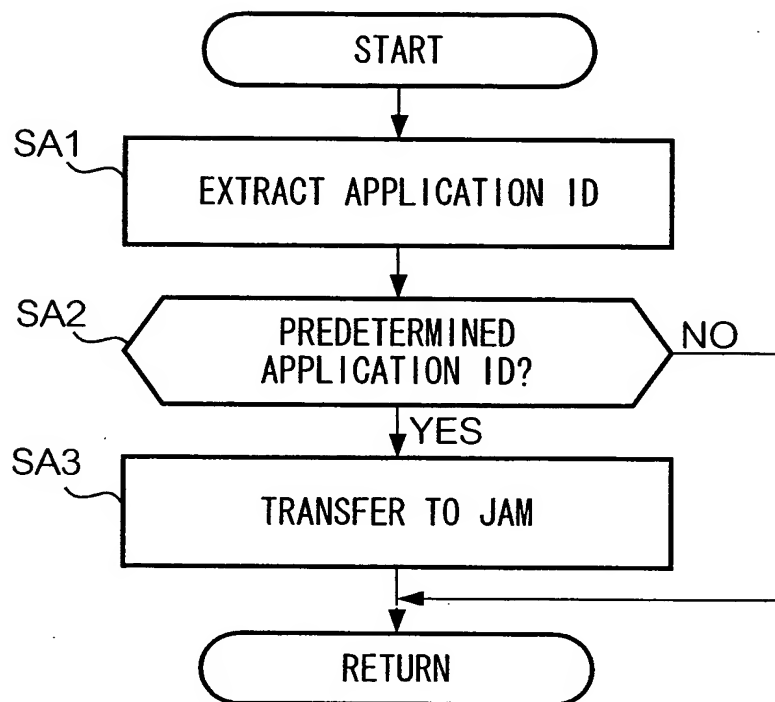 START
SA1
EXTRACT APPLICATION ID
SA2
PREDETERMINED
APPLICATION ID?
NO
YES
SA3
TRANSFER TO JAM
RETURN